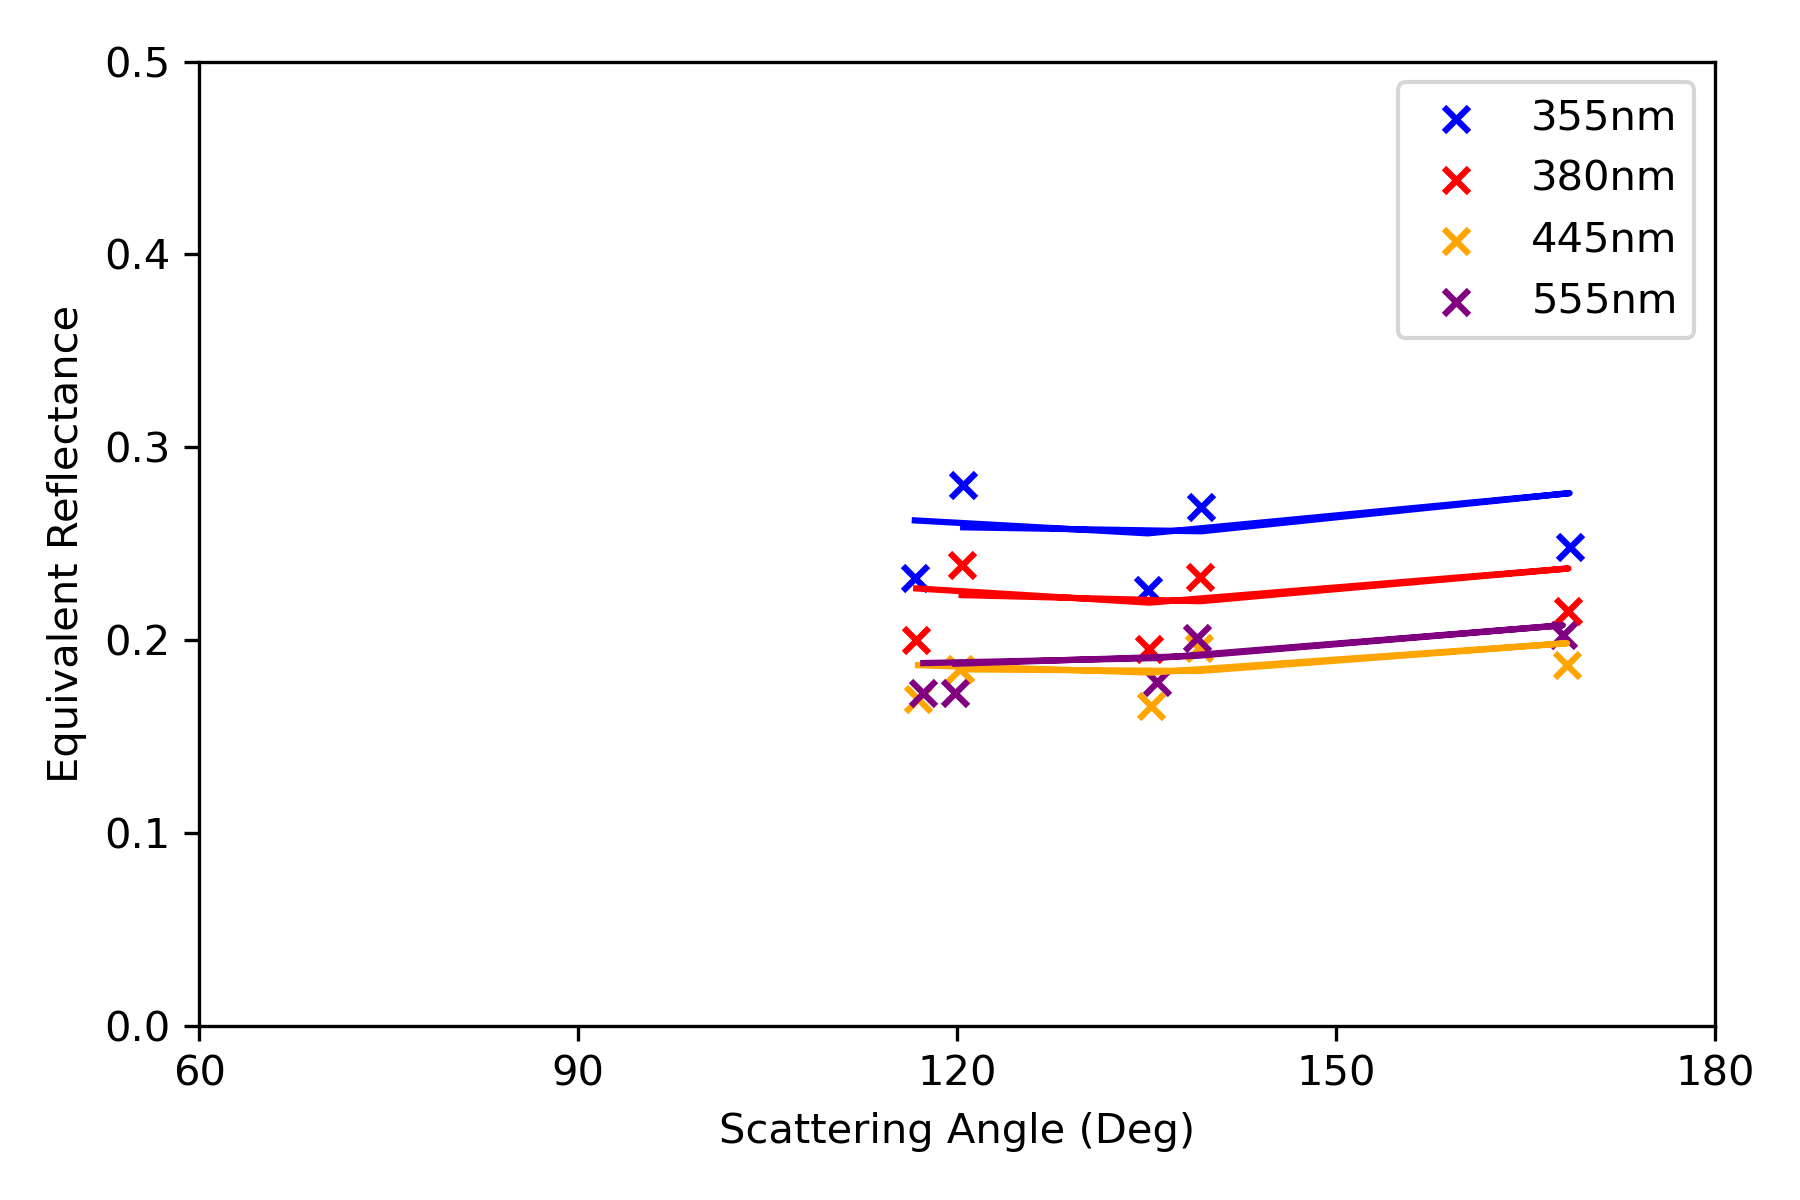 0.5
0.4
0.3
0.2
0.1
0.0
60 90 120 150 180
Equivalent Reflectance
Scattering Angle (Deg)
355nm
380nm
445nm
555nm